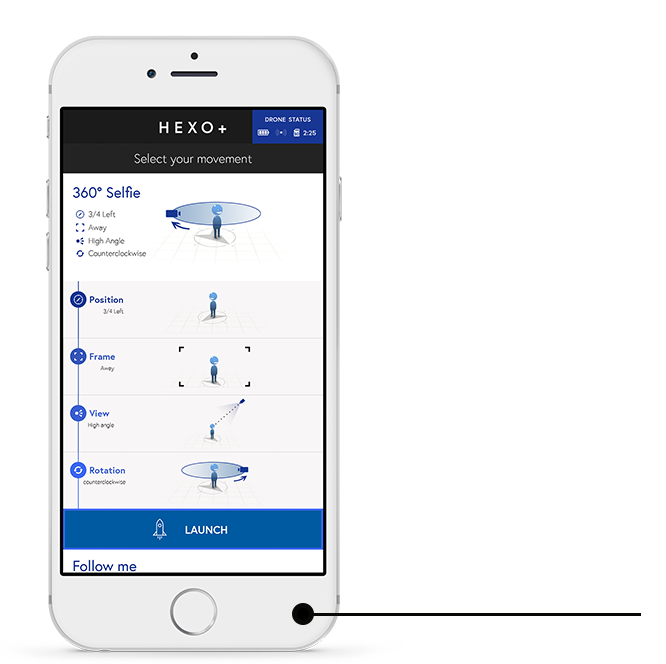 HEXO+
DRONE STATUS
2:25
Select your movement
360° Selfie
3/4 Left
Away
High Angle
Counterclockwise
Position
3/4 Left
Frame
Away
View
High angle
Rotation
counterclockwise
LAUNCH
Follow me